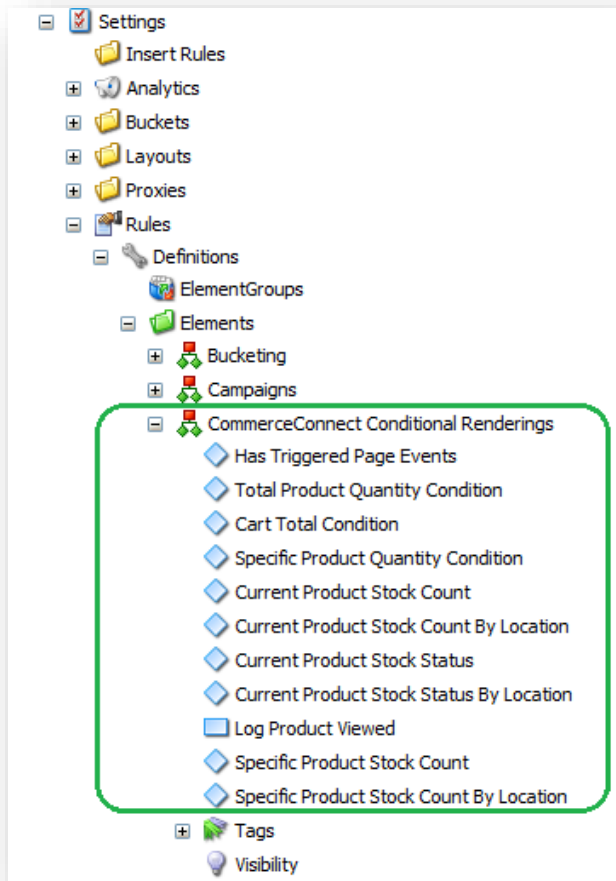 Settings
Insert Rules
Analytics
Buckets
Layouts
Proxies
Rules
Definitions
ElementGroups
Elements
Bucketing
Campaigns
CommerceConnect Conditional Renderings
Has Triggered Page Events
Total Product Quantity Condition
Cart Total Condition
Specific Product Quantity Condition
Current Product Stock Count
Current Product Stock Count By Location
Current Product Stock Status
Current Product Stock Status By Location
Log Product Viewed
Specific Product Stock Count
Specific Product Stock Count By Location
Tags
Visibility